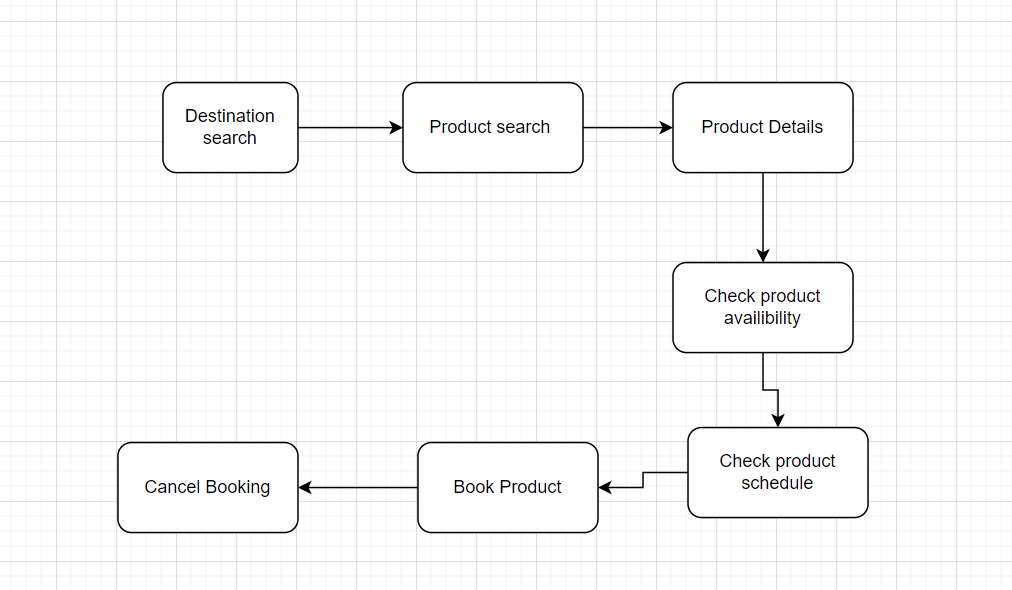 Destination
search
Product search
Product Details
Check product
availibility
Check product
schedule
Book Product
Cancel Booking